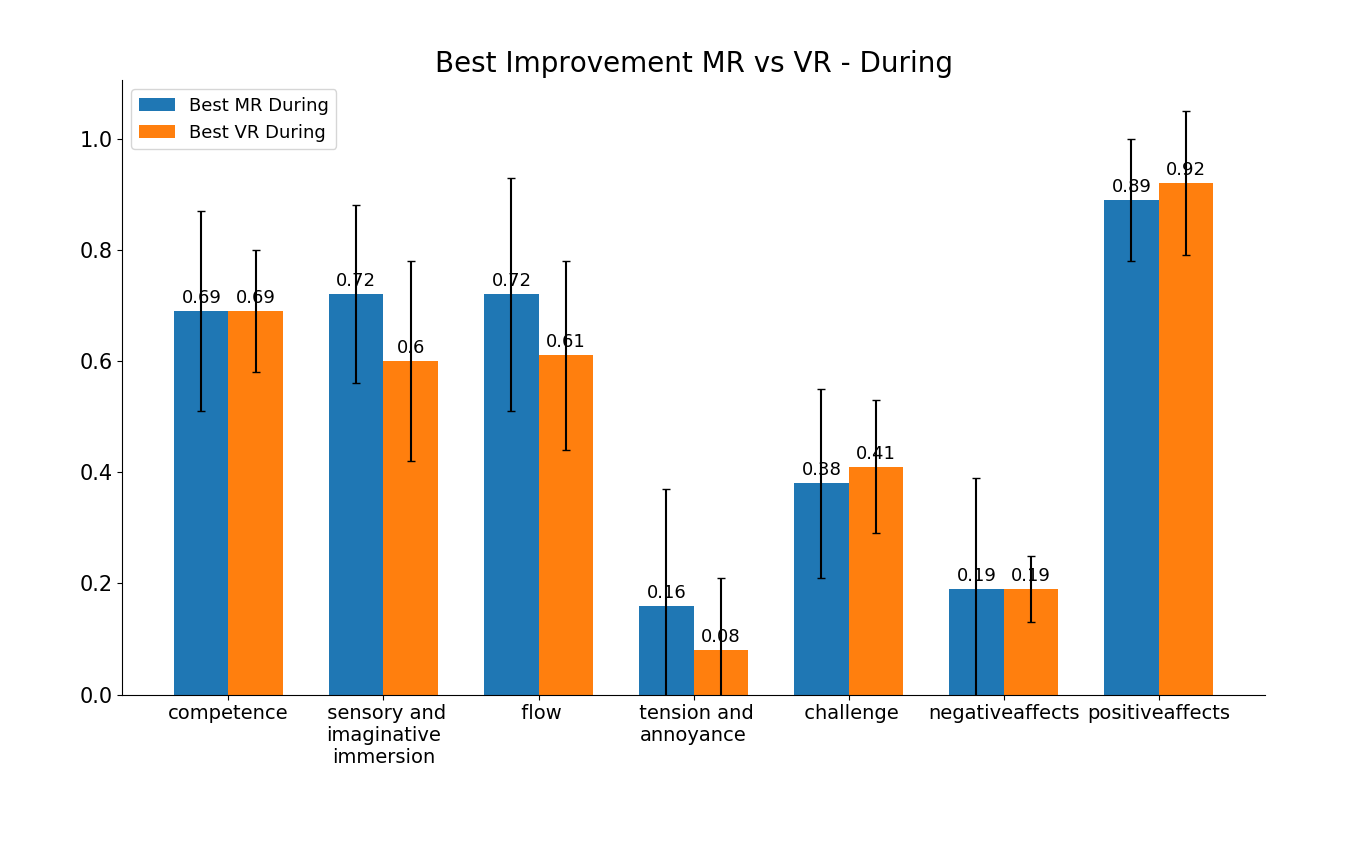 Best Improvement MR vs VR - During
Best MR During
Best VR During
1.0
0.8
0.6
0.4
0.2
0.0
0.69 0.69
0.72
0.6
0.72
0.61
0.16
0.08
0.38
0.41
0.19 0.19
0.89
0.92
competence
sensory and
imaginative
immersion
flow
tension and
annoyance
challenge
negativeaffects
positiveaffects